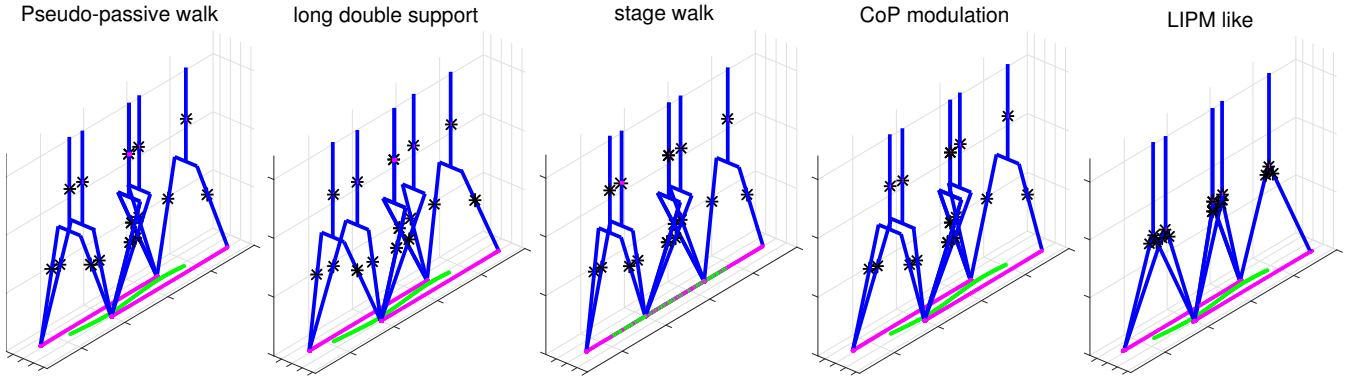 Pseudo-passive walk
long double support
stage walk
CoP modulation
LIPM like